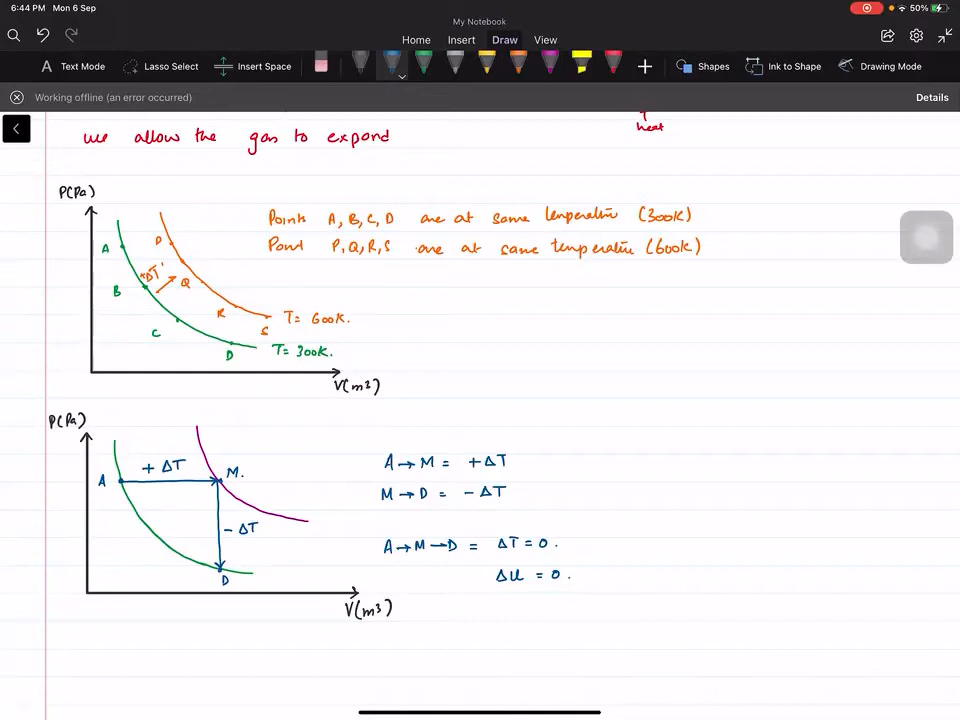 6:44 PM Mon 6 Sep
50%
My Notebook
Home Insert Draw View
A Text Mode Lasso Select Insert Space Shapes Ink to Shape Drawing Mode
Working offline (an error occurred) Details
heat
we allow the gas to expand
P(Pa)
Points A, B, C, D are at same temperature (300K)
Point P, Q, R, S are at same temperature (600K)
A P
+ΔT
B Q
C R S T= 600K.
D T= 300K.
V(m3)
P(Pa)
A + ΔT M.
- ΔT
D
V(m3)
A → M = +ΔT
M → D = - ΔT
A → M → D = ΔT = 0.
ΔU = 0.